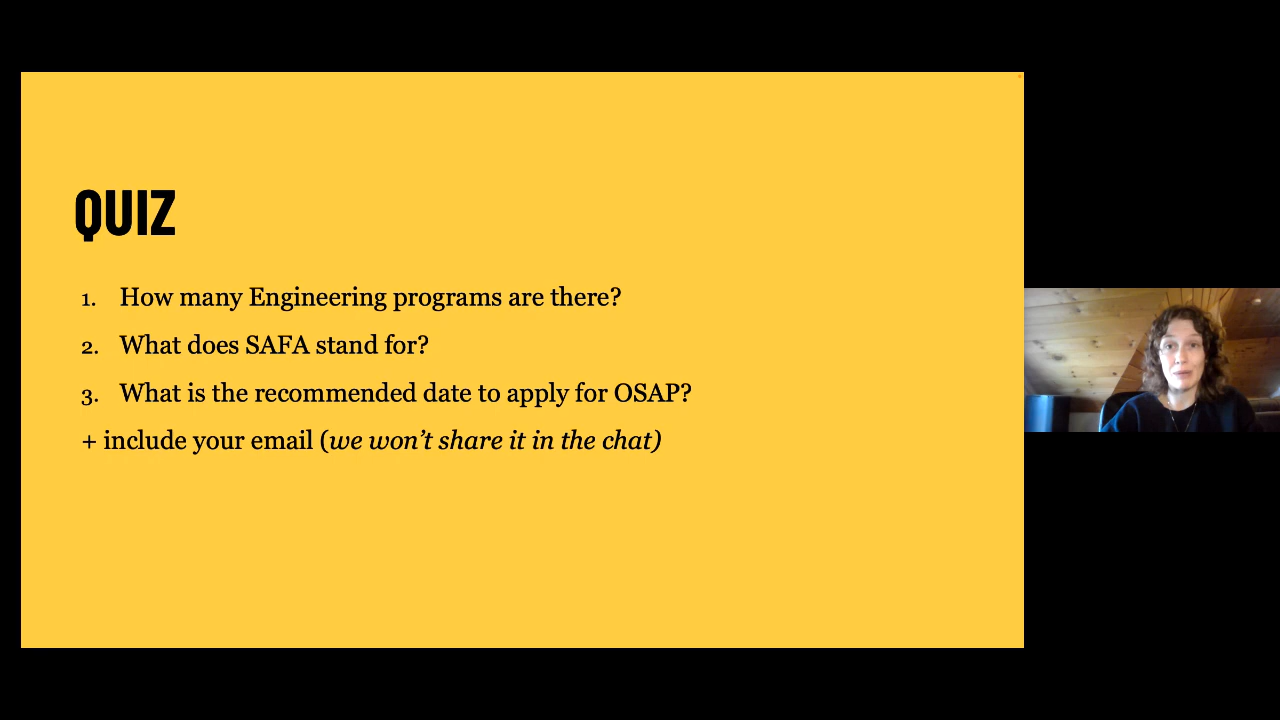 QUIZ
1. How many Engineering programs are there?
2. What does SAFA stand for?
3. What is the recommended date to apply for OSAP?
+ include your email (we won’t share it in the chat)